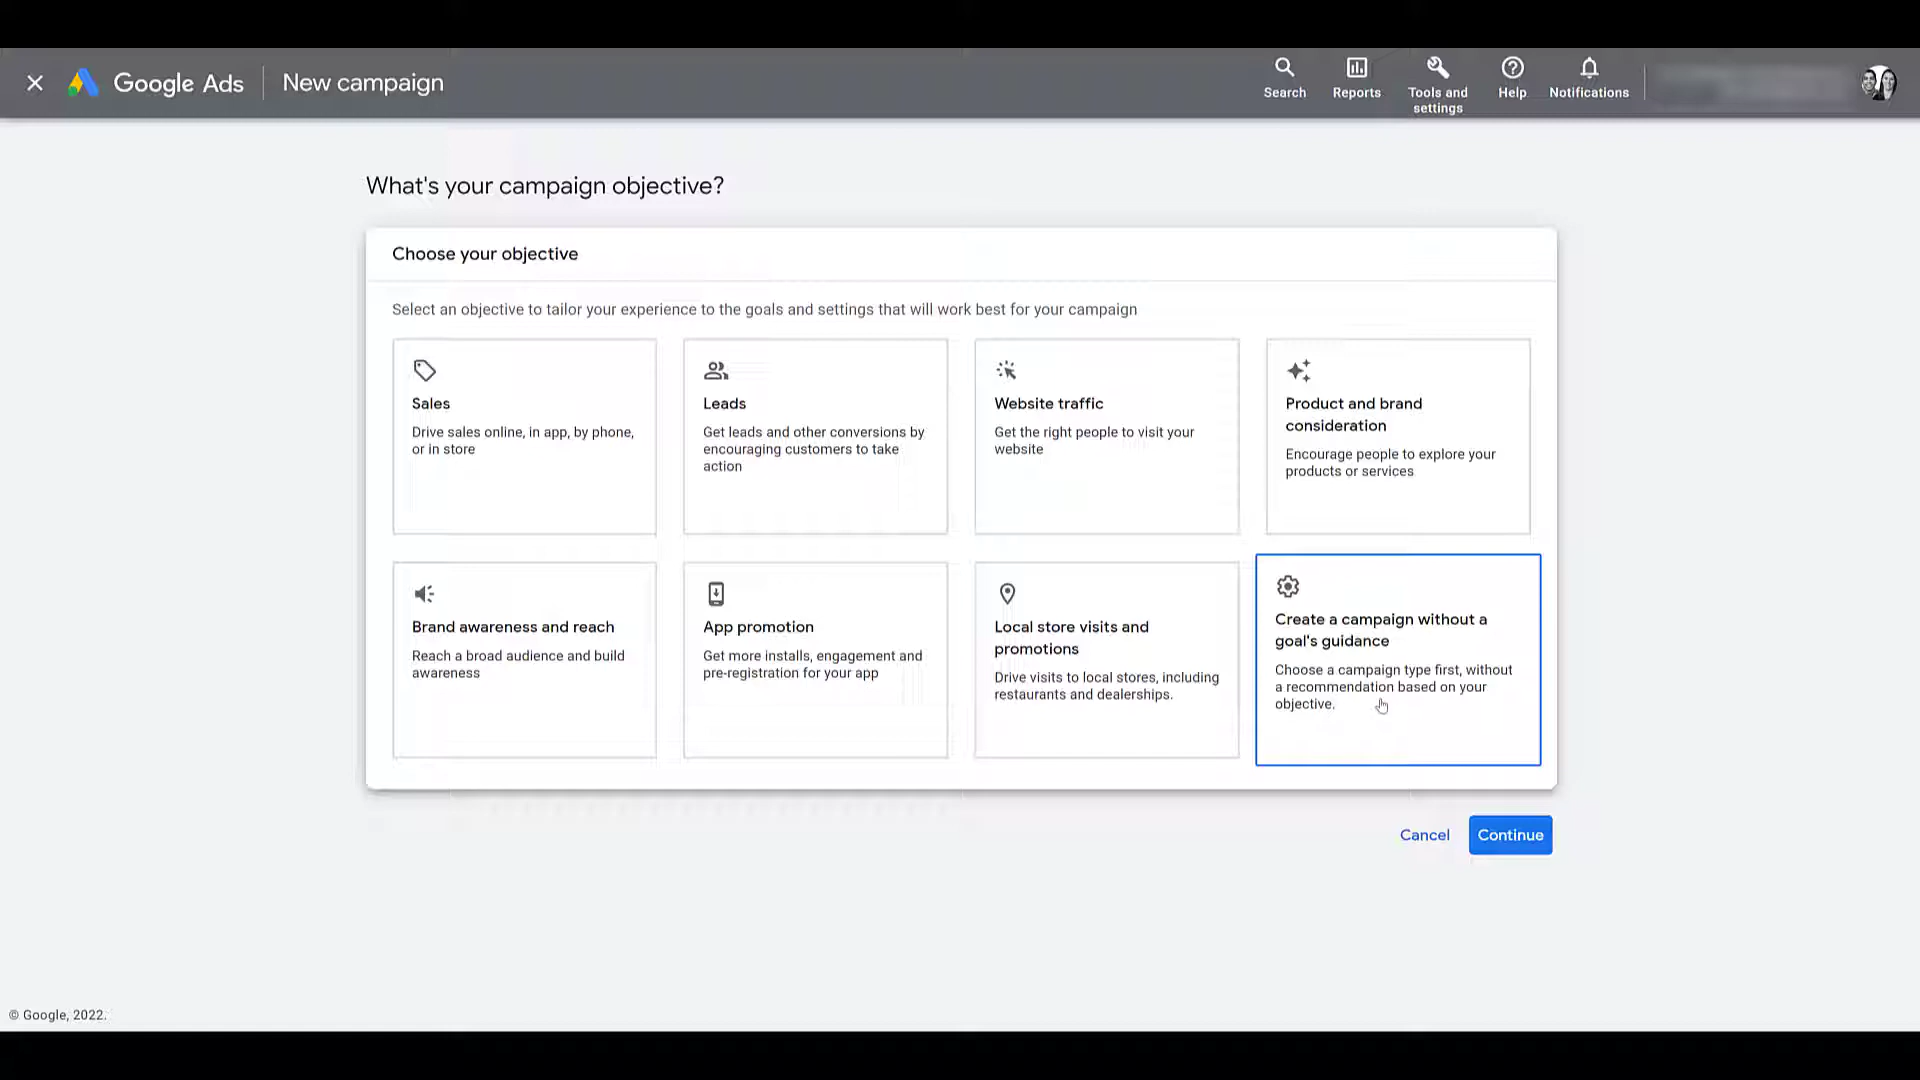 Google Ads
New campaign
Search
Reports
Tools and
settings
Help
Notifications
What's your campaign objective?
Choose your objective
Select an objective to tailor your experience to the goals and settings that will work best for your campaign
Sales
Drive sales online, in app, by phone,
or in store
Leads
Get leads and other conversions by
encouraging customers to take
action
Website traffic
Get the right people to visit your
website
Product and brand
consideration
Encourage people to explore your
products or services
Brand awareness and reach
Reach a broad audience and build
awareness
App promotion
Get more installs, engagement and
pre-registration for your app
Local store visits and
promotions
Drive visits to local stores, including
restaurants and dealerships.
Create a campaign without a
goal's guidance
Choose a campaign type first, without
a recommendation based on your
objective.
Cancel
Continue
© Google, 2022.